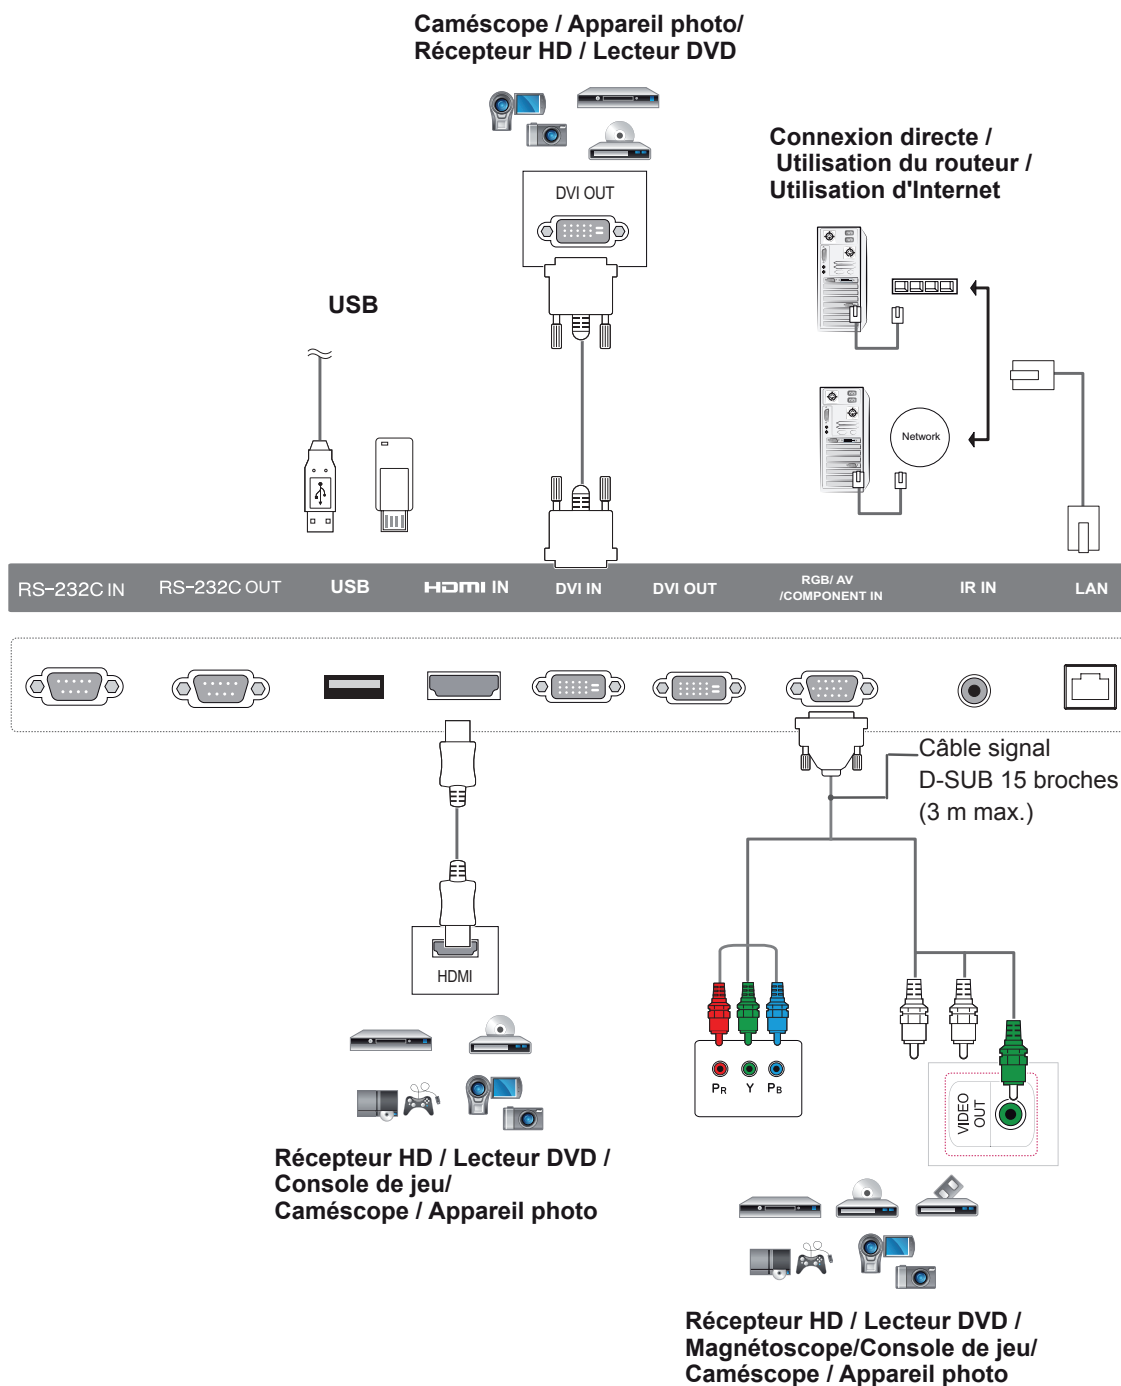 Caméscope / Appareil photo/
Récepteur HD / Lecteur DVD
Connexion directe /
Utilisation du routeur /
Utilisation d'Internet
DVI OUT
USB
Network
RS-232C IN
RS-232C OUT
USB
HDMI IN
DVI IN
DVI OUT
RGB/ AV
/COMPONENT IN
IR IN
LAN
Câble signal
D-SUB 15 broches
(3 m max.)
HDMI
PR Y PB
VIDEO
OUT
Récepteur HD / Lecteur DVD /
Console de jeu/
Caméscope / Appareil photo
Récepteur HD / Lecteur DVD /
Magnétoscope/Console de jeu/
Caméscope / Appareil photo